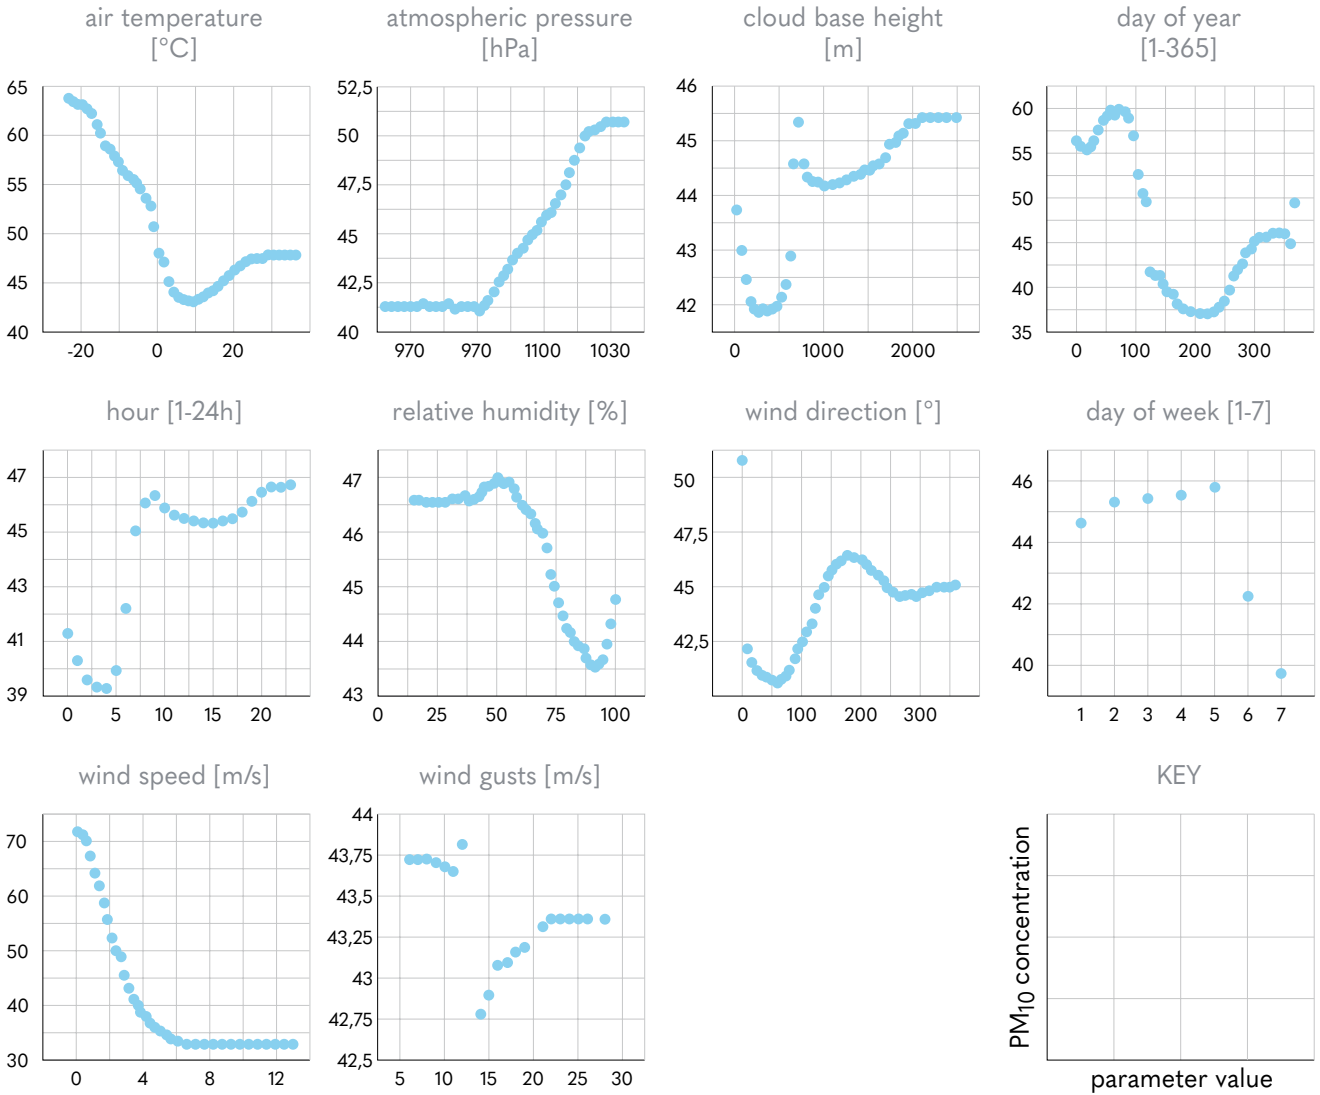 air temperature
[°C]
atmospheric pressure
[hPa]
cloud base height
[m]
day of year
[1-365]
65
60
55
50
45
40
-20 0 20
52,5
50
47,5
45
42,5
40
970 970 1100 1030
46
45
44
43
42
0 1000 2000
60
55
50
45
40
35
0 100 200 300
hour [1-24h]
relative humidity [%]
wind direction [°]
day of week [1-7]
47
45
43
41
39
0 5 10 15 20
47
46
45
44
43
0 25 50 75 100
50
47,5
45
42,5
0 100 200 300
46
44
42
40
1 2 3 4 5 6 7
wind speed [m/s]
wind gusts [m/s]
KEY
70
60
50
40
30
0 4 8 12
44
43,75
43,5
43,25
43
42,75
42,5
5 10 15 20 25 30
PM10 concentration
parameter value